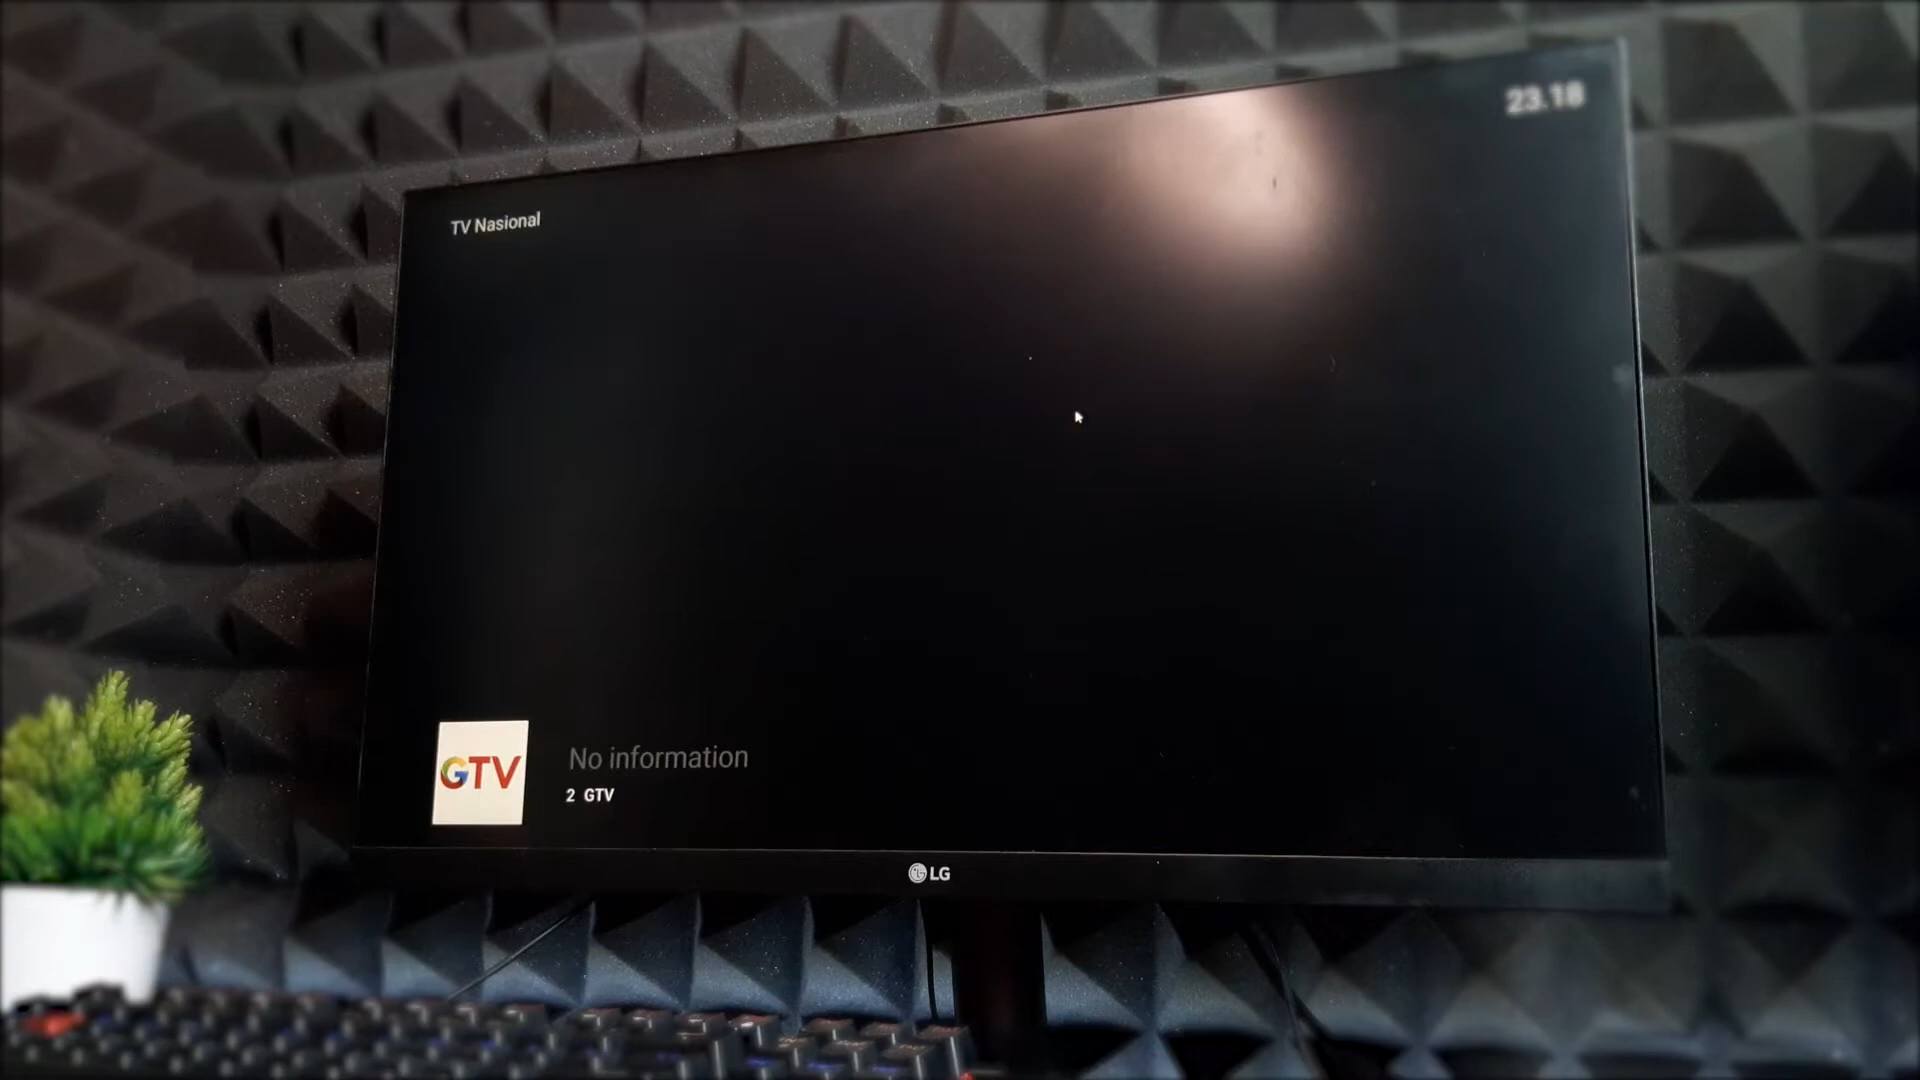 23.18
TV Nasional
GTV
No information
2 GTV
LG